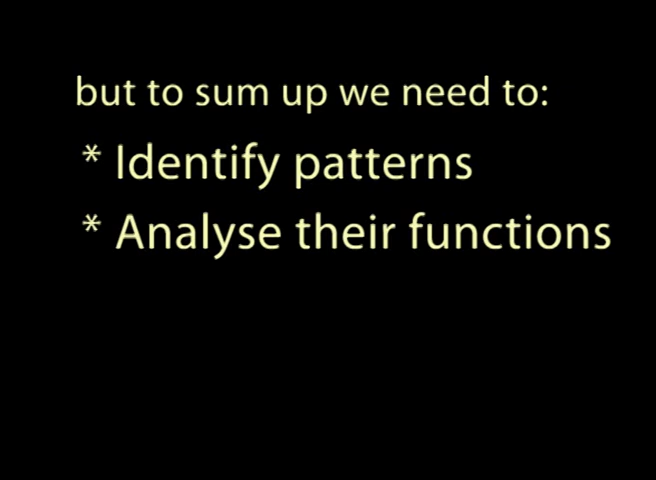 but to sum up we need to:
* Identify patterns
* Analyse their functions